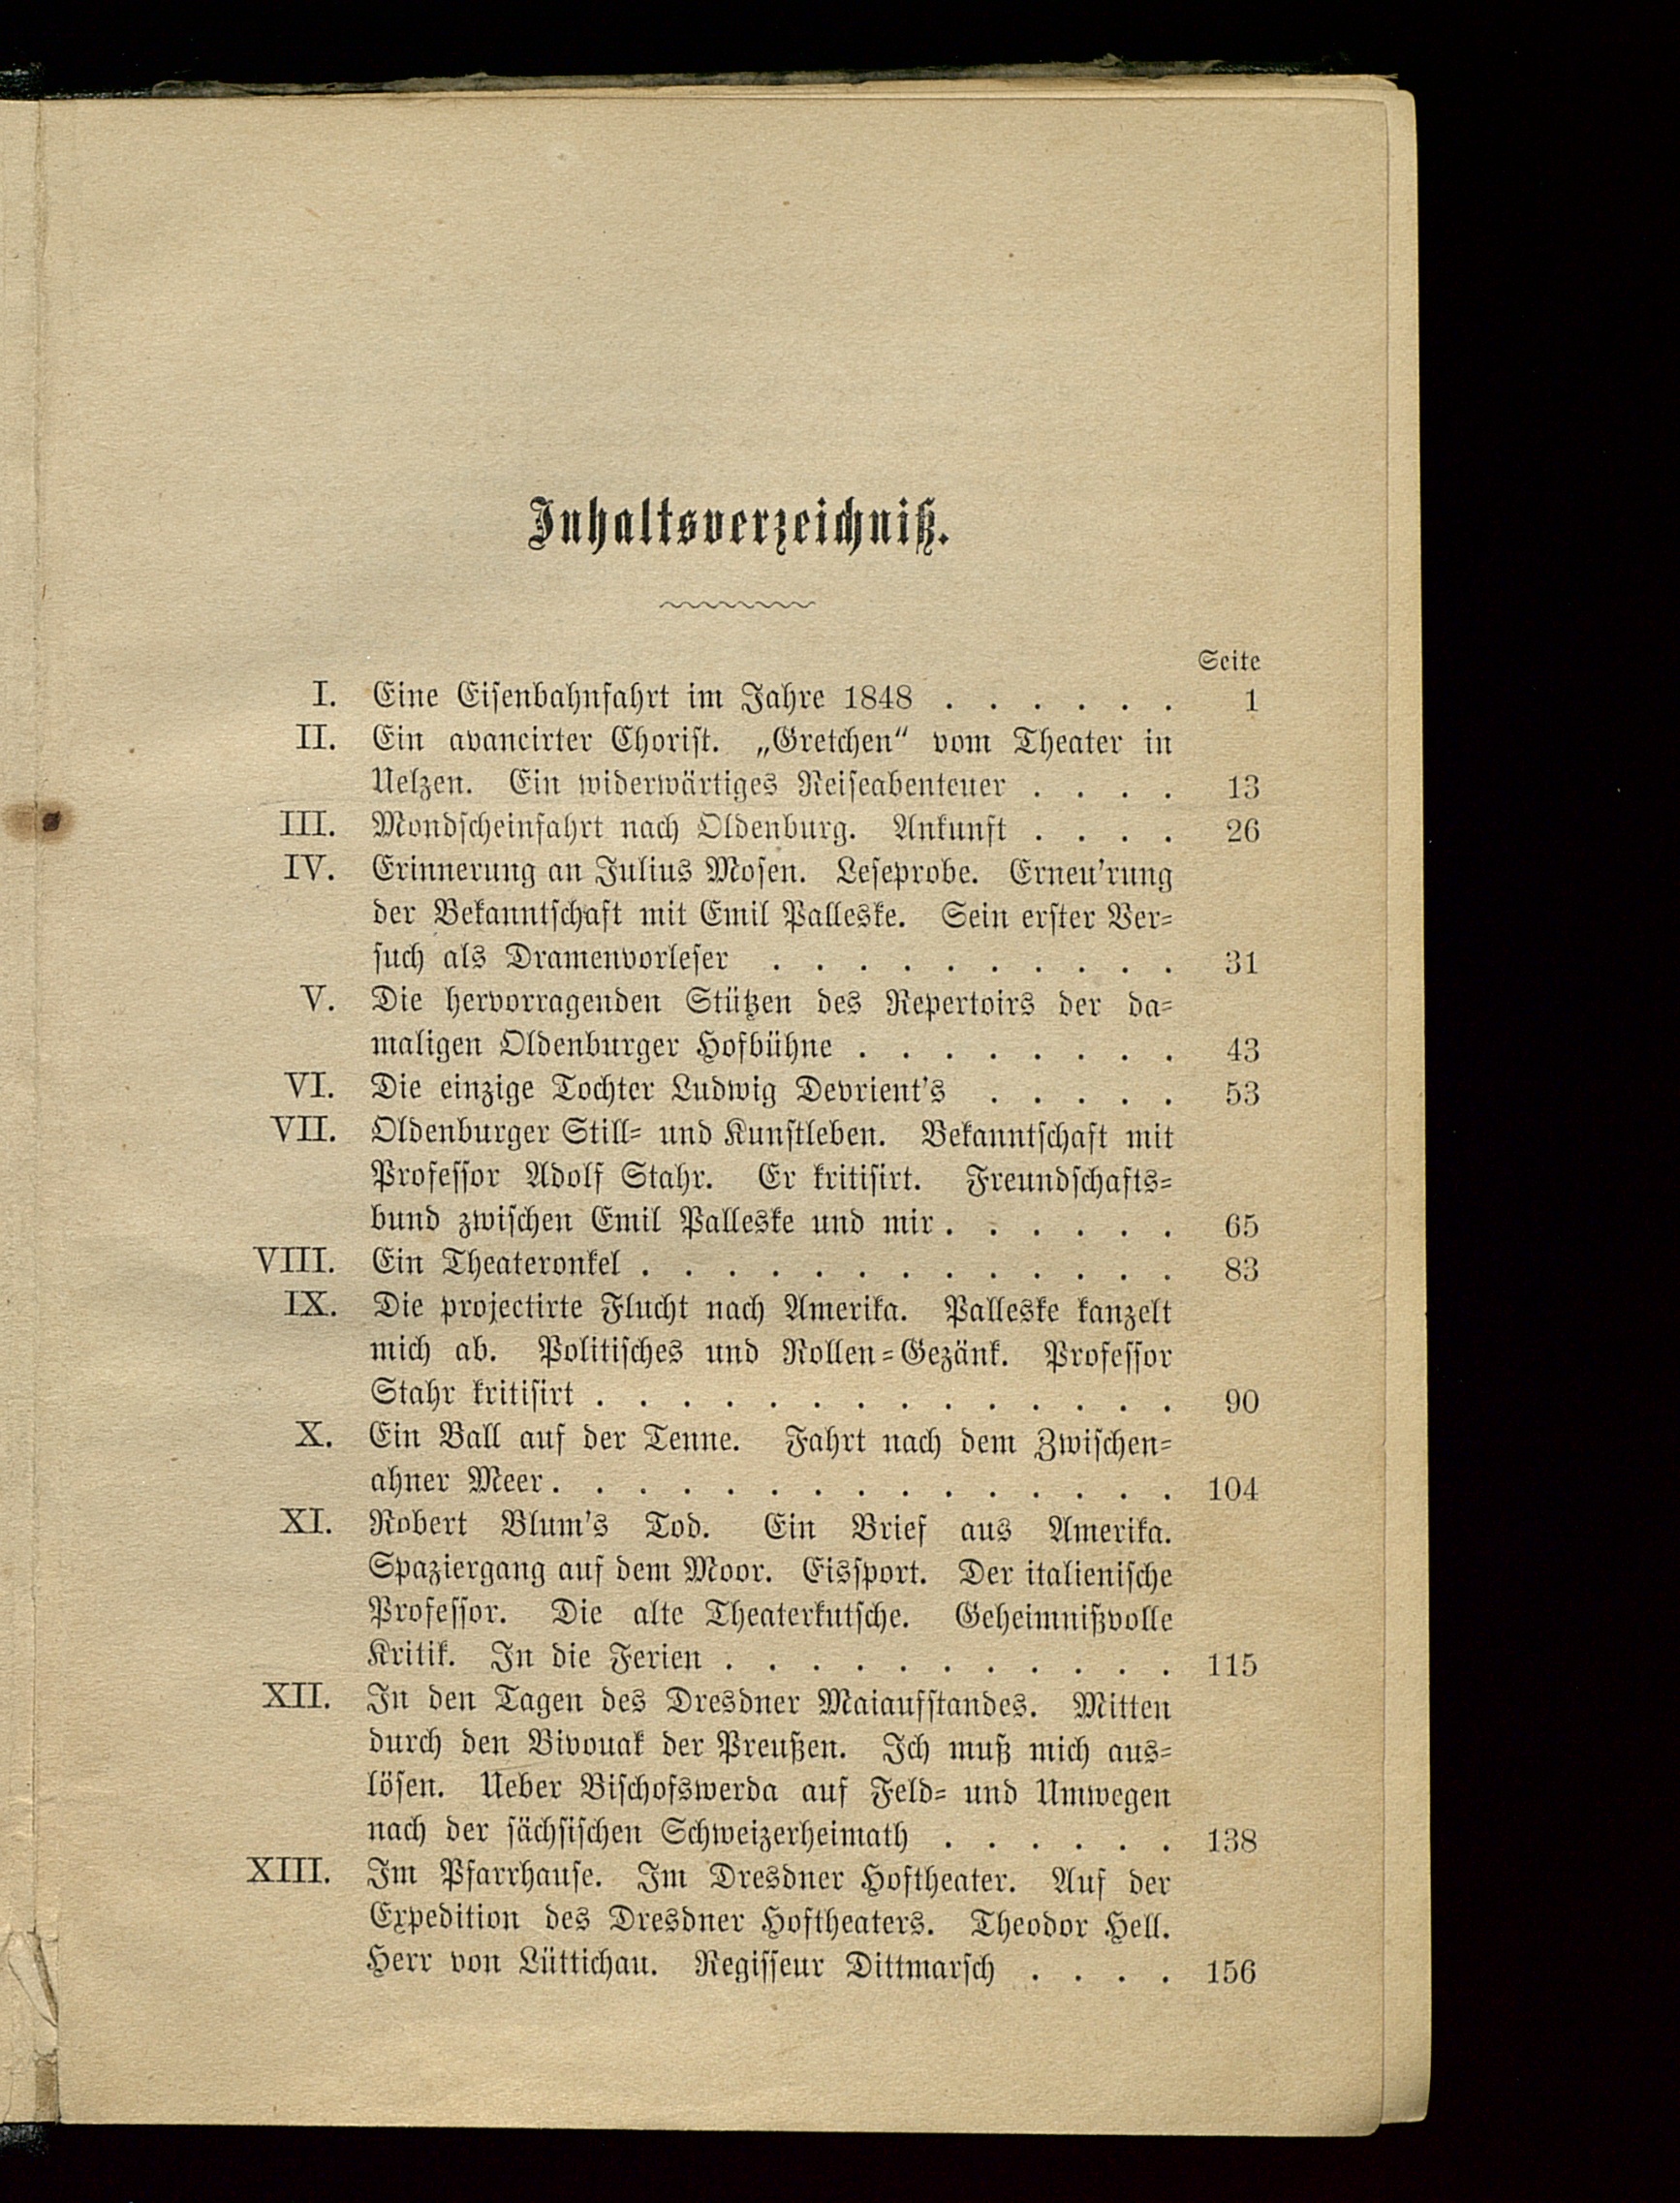 Inhaltsverzeichniß.
Seite
I. Eine Eisenbahnfahrt im Jahre 1848 . . . . . . 1
II. Ein avancirter Chorist. „Gretchen“ vom Theater in
Uelzen. Ein widerwärtiges Reiseabenteuer . . . . 13
III. Mondscheinfahrt nach Oldenburg. Ankunft . . . . 26
IV. Erinnerung an Julius Mosen. Leseprobe. Erneu'rung
der Bekanntschaft mit Emil Palleske. Sein erster Ver-
such als Dramenvorleser . . . . . . . . . . 31
V. Die hervorragenden Stützen des Repertoirs der da-
maligen Oldenburger Hofbühne . . . . . . . . 43
VI. Die einzige Tochter Ludwig Devrient's . . . . . 53
VII. Oldenburger Still- und Kunstleben. Bekanntschaft mit
Professor Adolf Stahr. Er kritisirt. Freundschafts-
bund zwischen Emil Palleske und mir . . . . . . 65
VIII. Ein Theateronkel . . . . . . . . . . . . . 83
IX. Die projectirte Flucht nach Amerika. Palleske kanzelt
mich ab. Politisches und Rollen-Gezänk. Professor
Stahr kritisirt . . . . . . . . . . . . . . 90
X. Ein Ball auf der Tenne. Fahrt nach dem Zwischen-
ahner Meer . . . . . . . . . . . . . . . 104
XI. Robert Blum's Tod. Ein Brief aus Amerika.
Spaziergang auf dem Moor. Eissport. Der italienische
Professor. Die alte Theaterkutsche. Geheimnißvolle
Kritik. In die Ferien . . . . . . . . . . . 115
XII. In den Tagen des Dresdner Maiaufstandes. Mitten
durch den Bivouak der Preußen. Ich muß mich aus-
lösen. Ueber Bischofswerda auf Feld- und Umwegen
nach der sächsischen Schweizerheimath . . . . . . 138
XIII. Im Pfarrhause. Im Dresdner Hoftheater. Auf der
Expedition des Dresdner Hoftheaters. Theodor Hell.
Herr von Lüttichau. Regisseur Dittmarsch . . . . 156